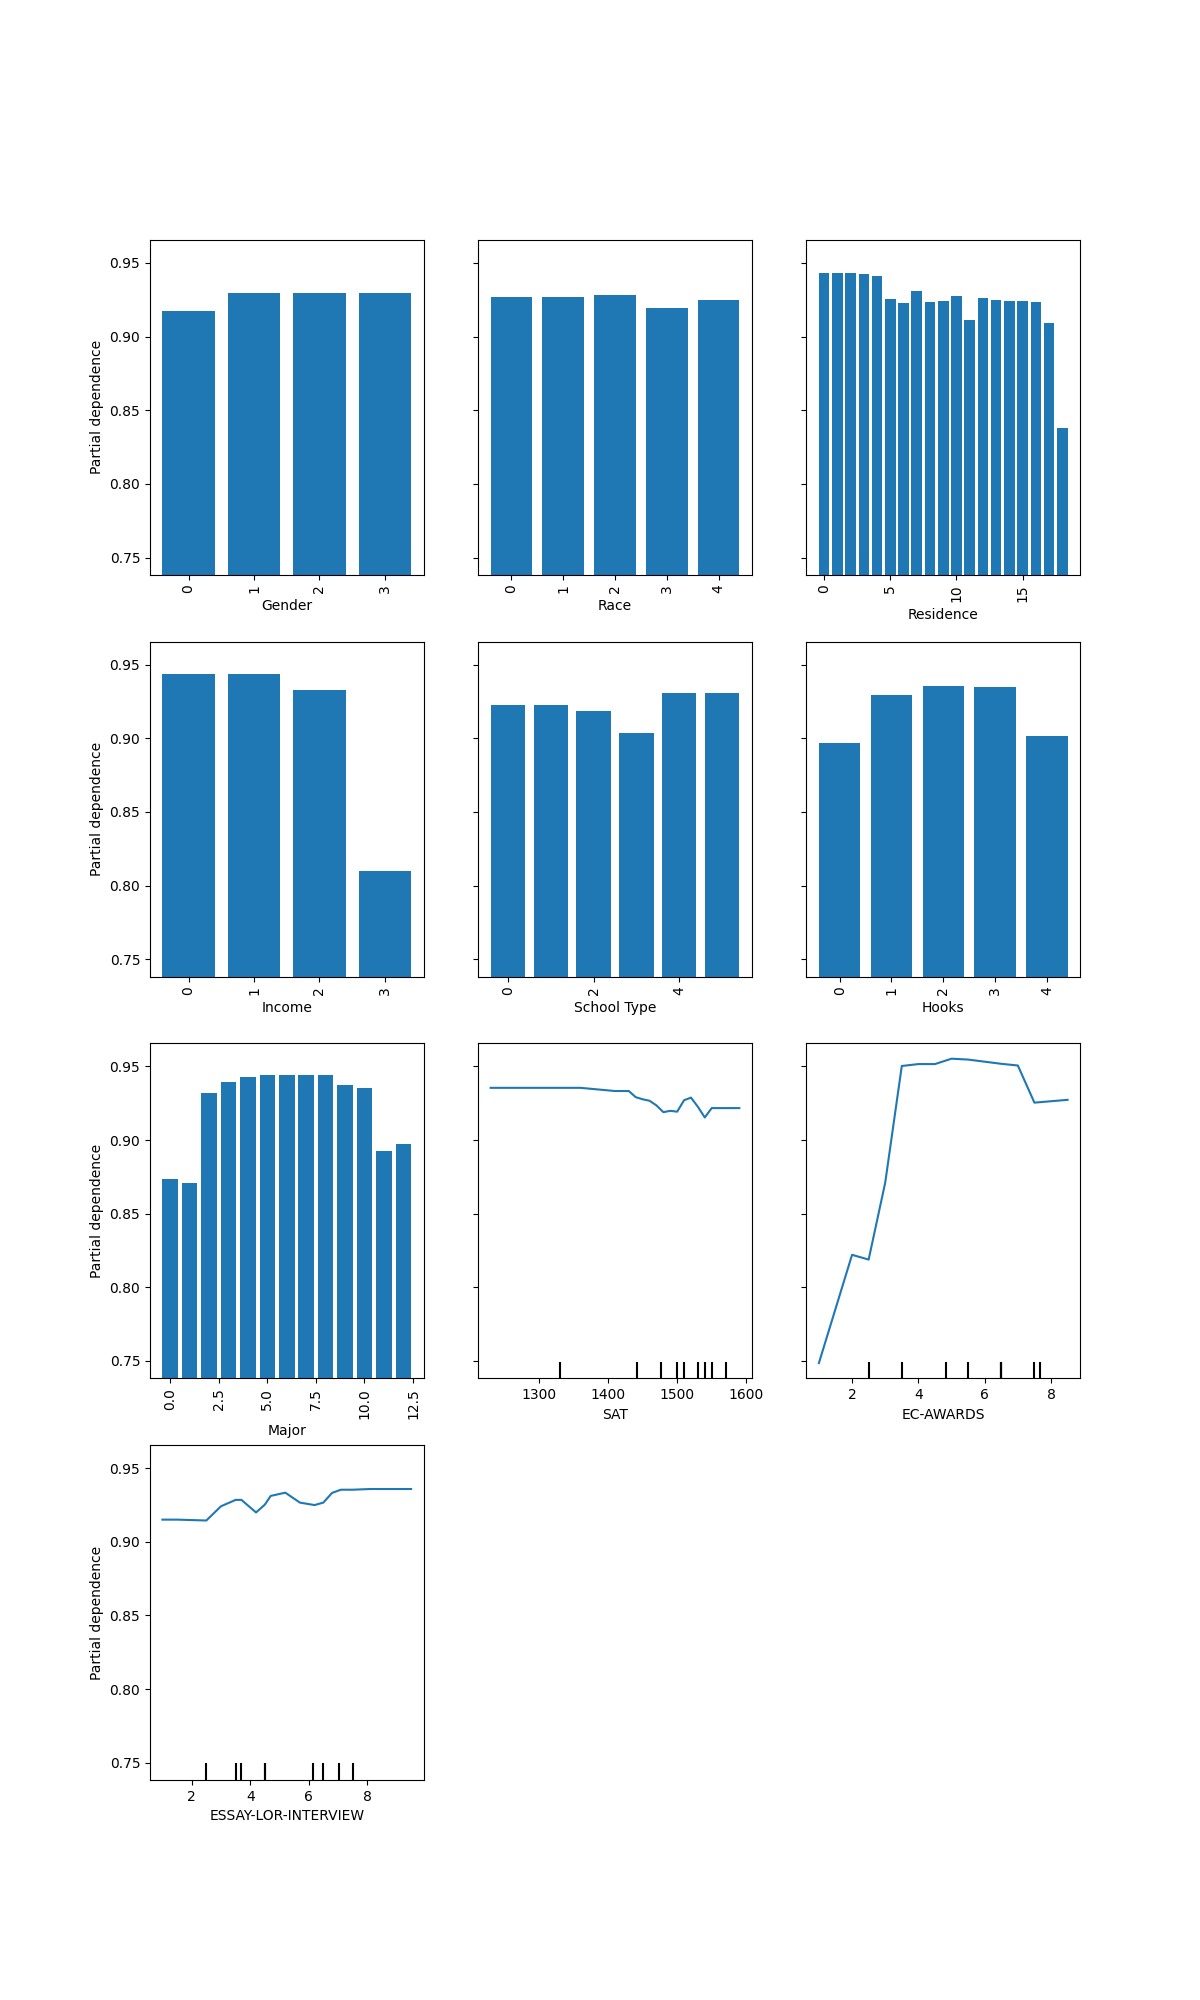 0.95
0.90
0.85
0.80
0.75
Partial dependence
0 1 2 3
Gender
0 1 2 3 4
Race
0 5 10 15
Residence
0.95
0.90
0.85
0.80
0.75
Partial dependence
0 1 2 3
Income
0 2 4
School Type
0 1 2 3 4
Hooks
0.95
0.90
0.85
0.80
0.75
Partial dependence
0.0 2.5 5.0 7.5 10.0 12.5
Major
1300 1400 1500 1600
SAT
2 4 6 8
EC-AWARDS
0.95
0.90
0.85
0.80
0.75
Partial dependence
2 4 6 8
ESSAY-LOR-INTERVIEW